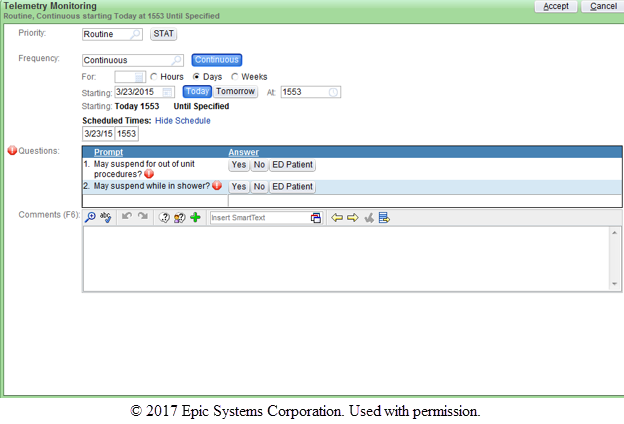 Telemetry Monitoring Accept Cancel
Routine, Continuous starting Today at 1553 Until Specified
Priority: Routine STAT
Frequency: Continuous Continuous
For: Hours Days Weeks
Starting: 3/23/2015 Today Tomorrow At: 1553
Starting: Today 1553 Until Specified
Scheduled Times: Hide Schedule
3/23/15 1553
Questions: Prompt Answer
1. May suspend for out of unit procedures? Yes No ED Patient
2. May suspend while in shower? Yes No ED Patient
Comments (F6): Insert SmartText
© 2017 Epic Systems Corporation. Used with permission.